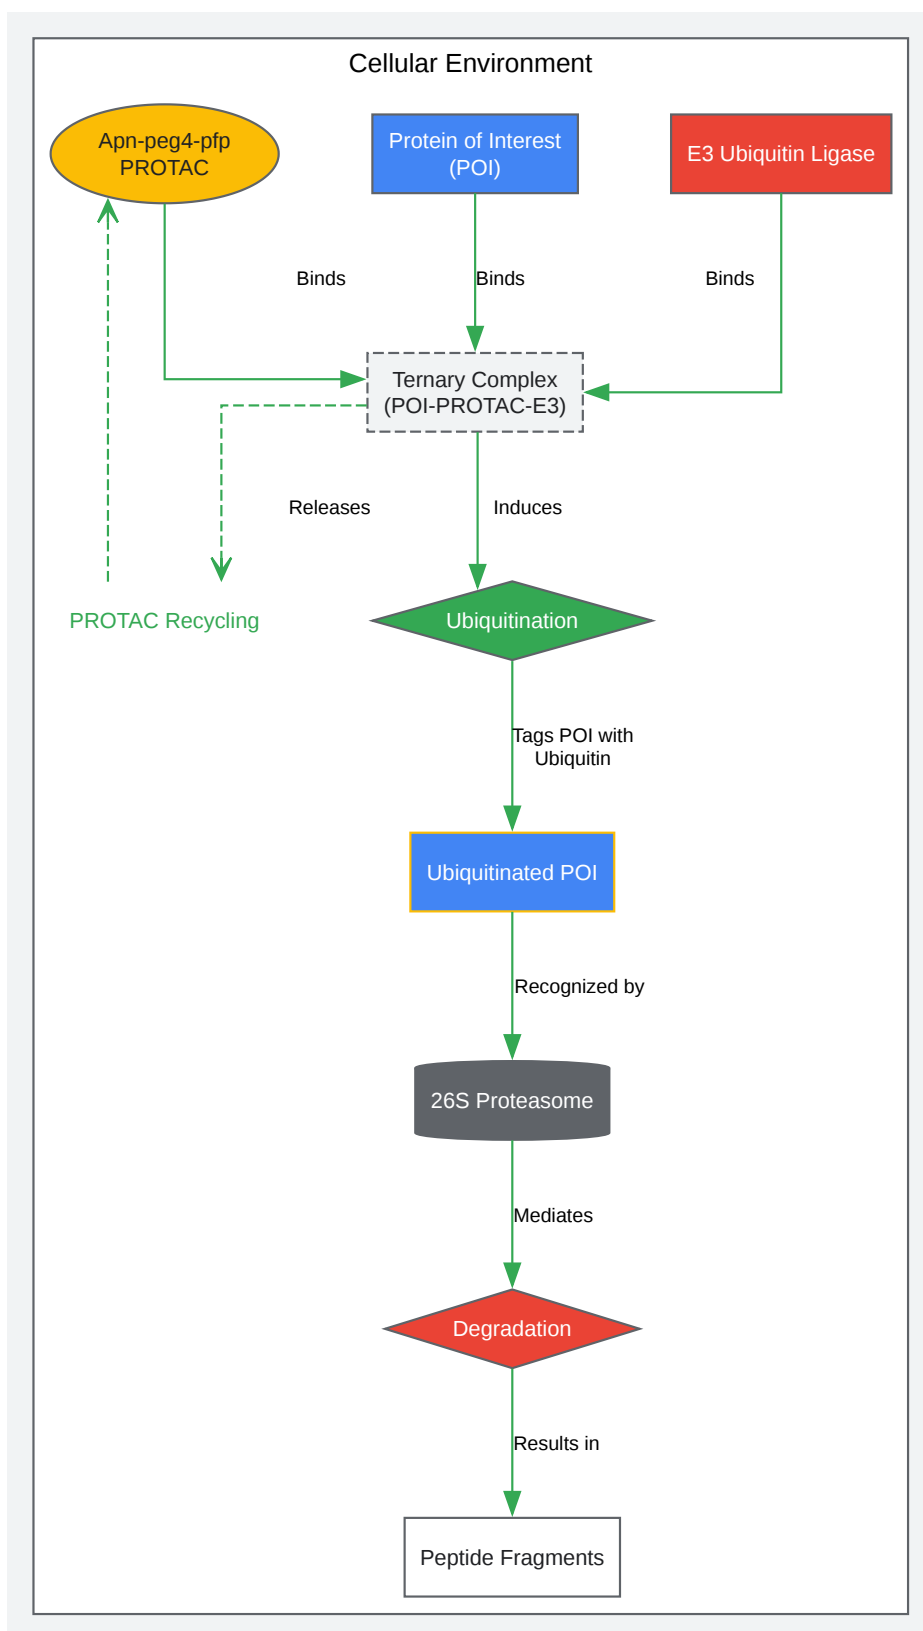 Cellular Environment
Apn-peg4-pfp
PROTAC
Protein of Interest
(POI)
E3 Ubiquitin Ligase
Binds
Binds
Binds
Ternary Complex
(POI-PROTAC-E3)
Releases
Induces
PROTAC Recycling
Ubiquitination
Tags POI with
Ubiquitin
Ubiquitinated POI
Recognized by
26S Proteasome
Mediates
Degradation
Results in
Peptide Fragments